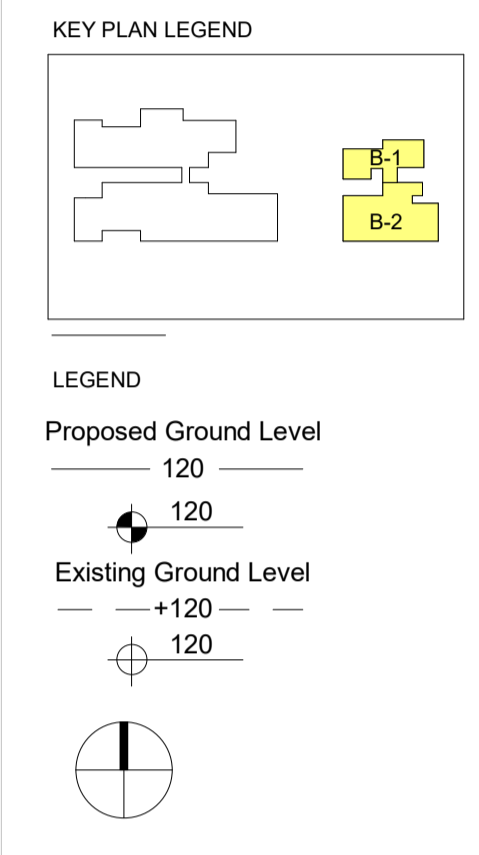 KEY PLAN LEGEND
B-1
B-2
LEGEND
Proposed Ground Level
120
120
Existing Ground Level
+120
120